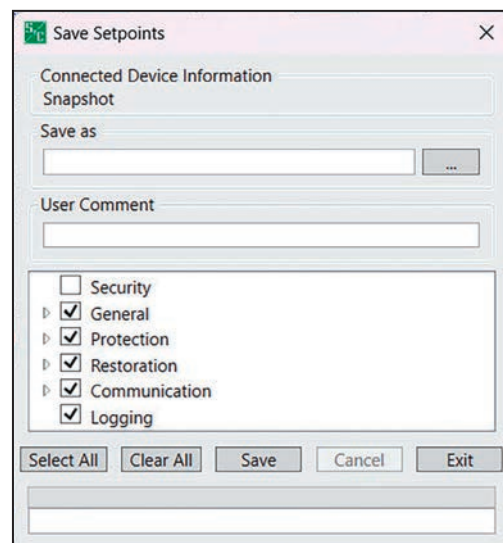 S/C Save Setpoints
Connected Device Information
Snapshot
Save as
...
User Comment
Security
General
Protection
Restoration
Communication
Logging
Select All Clear All Save Cancel Exit